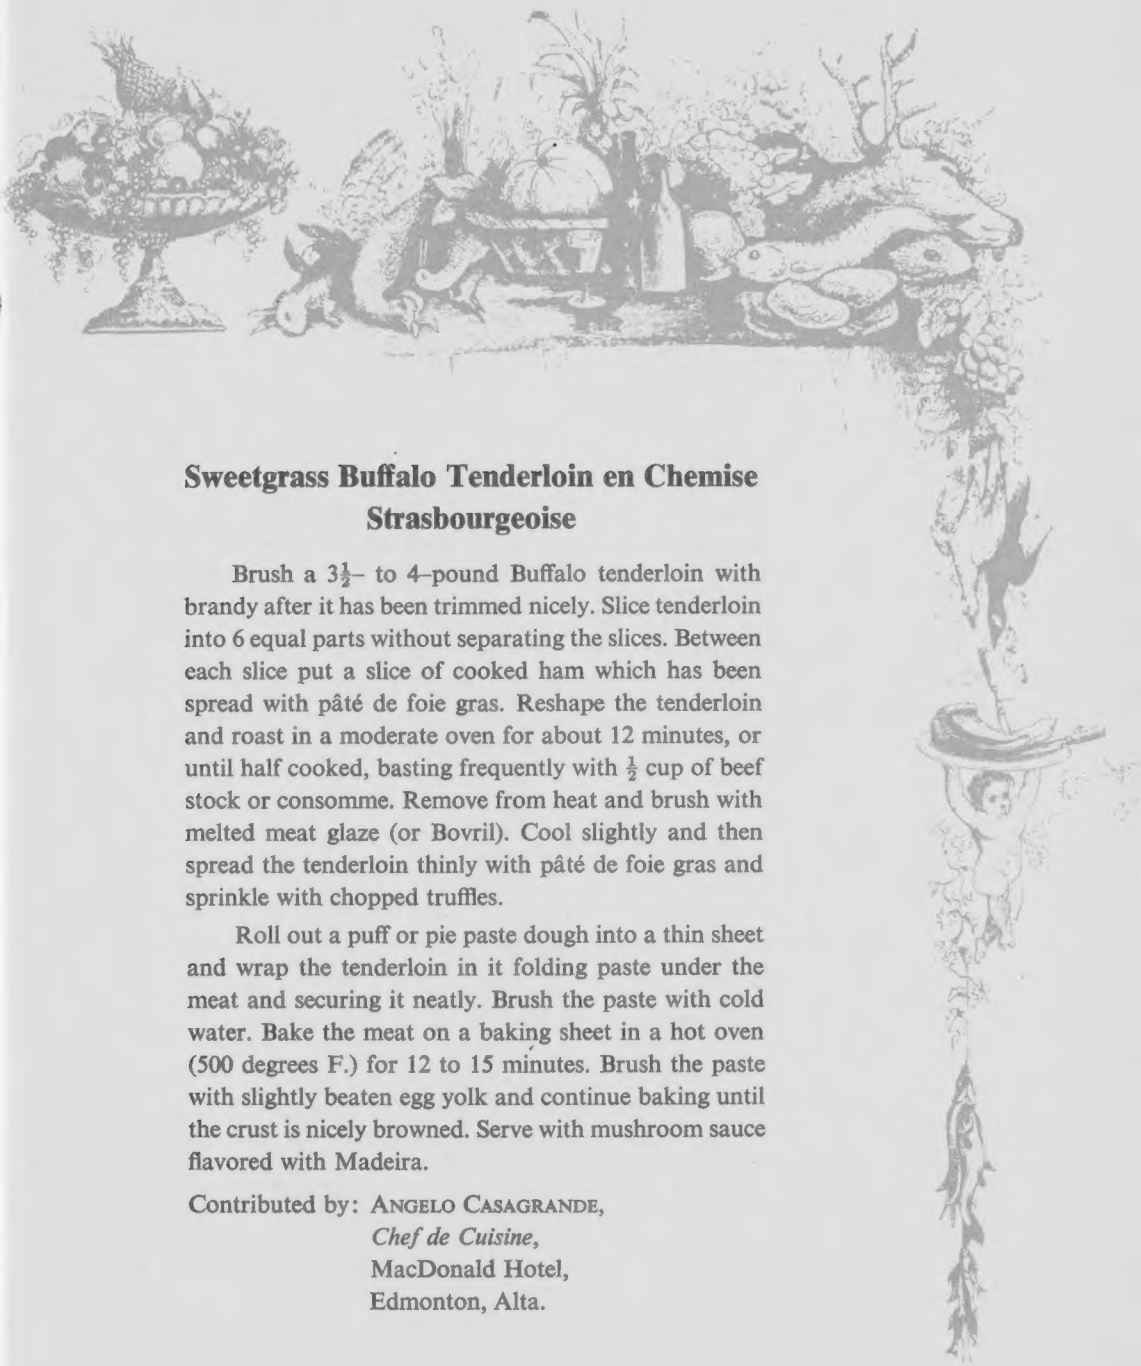 Sweetgrass Buffalo Tenderloin en Chemise
Strasbourgeoise
Brush a 3½– to 4–pound Buffalo tenderloin with
brandy after it has been trimmed nicely. Slice tenderloin
into 6 equal parts without separating the slices. Between
each slice put a slice of cooked ham which has been
spread with pâté de foie gras. Reshape the tenderloin
and roast in a moderate oven for about 12 minutes, or
until half cooked, basting frequently with ½ cup of beef
stock or consomme. Remove from heat and brush with
melted meat glaze (or Bovril). Cool slightly and then
spread the tenderloin thinly with pâté de foie gras and
sprinkle with chopped truffles.
Roll out a puff or pie paste dough into a thin sheet
and wrap the tenderloin in it folding paste under the
meat and securing it neatly. Brush the paste with cold
water. Bake the meat on a baking sheet in a hot oven
(500 degrees F.) for 12 to 15 minutes. Brush the paste
with slightly beaten egg yolk and continue baking until
the crust is nicely browned. Serve with mushroom sauce
flavored with Madeira.
Contributed by: ANGELO CASAGRANDE,
Chef de Cuisine,
MacDonald Hotel,
Edmonton, Alta.